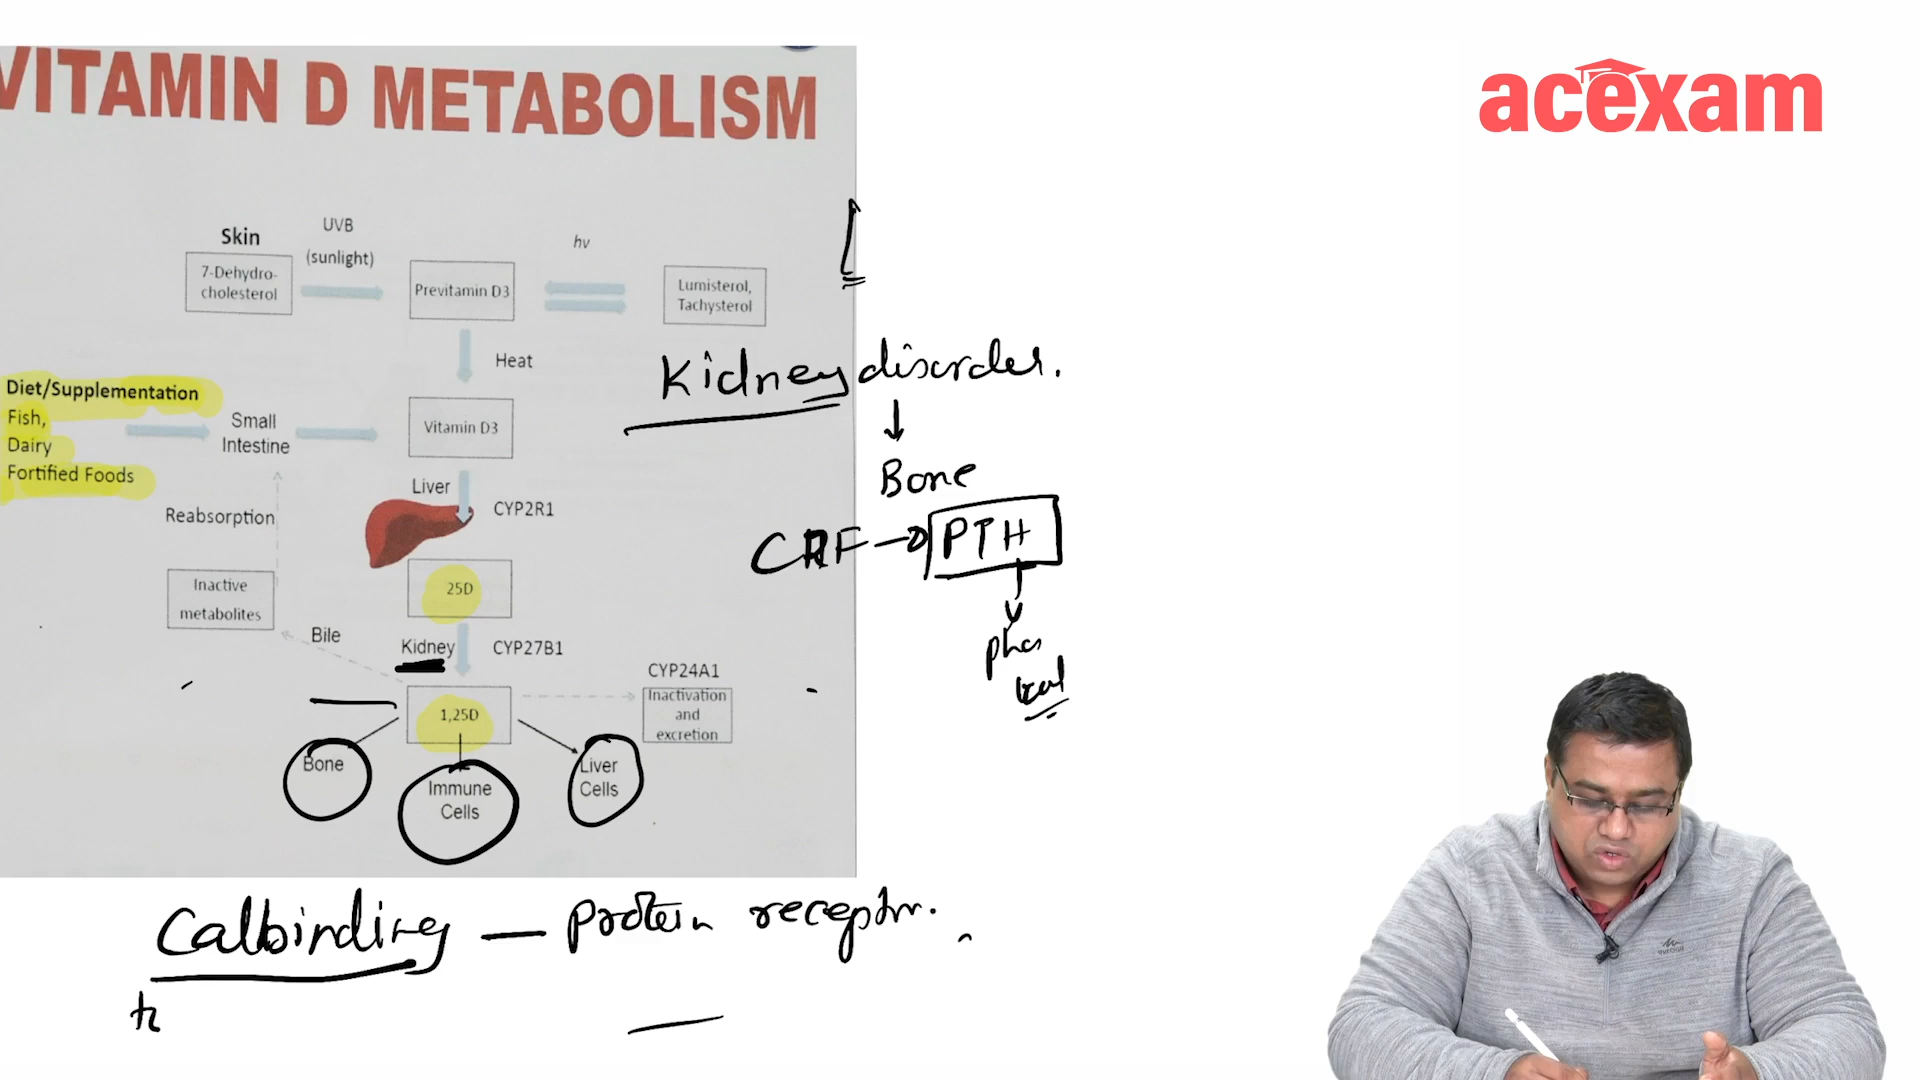 VITAMIN D METABOLISM
acexam
Skin
UVB
(sunlight)
hv
7-Dehydro-
cholesterol
Previtamin D3
Lumisterol,
Tachysterol
Heat
Kidney disorder.
Diet/Supplementation
Fish,
Dairy
Fortified Foods
Small
Intestine
Vitamin D3
Bone
Liver
CYP2R1
Reabsorption
CRF → PTH
Inactive
metabolites
25D
Bile
Kidney
CYP27B1
CYP24A1
Inactivation
and
excretion
1,25D
Bone
Immune
Cells
Liver
Cells
Calbinding — Protein receptor.